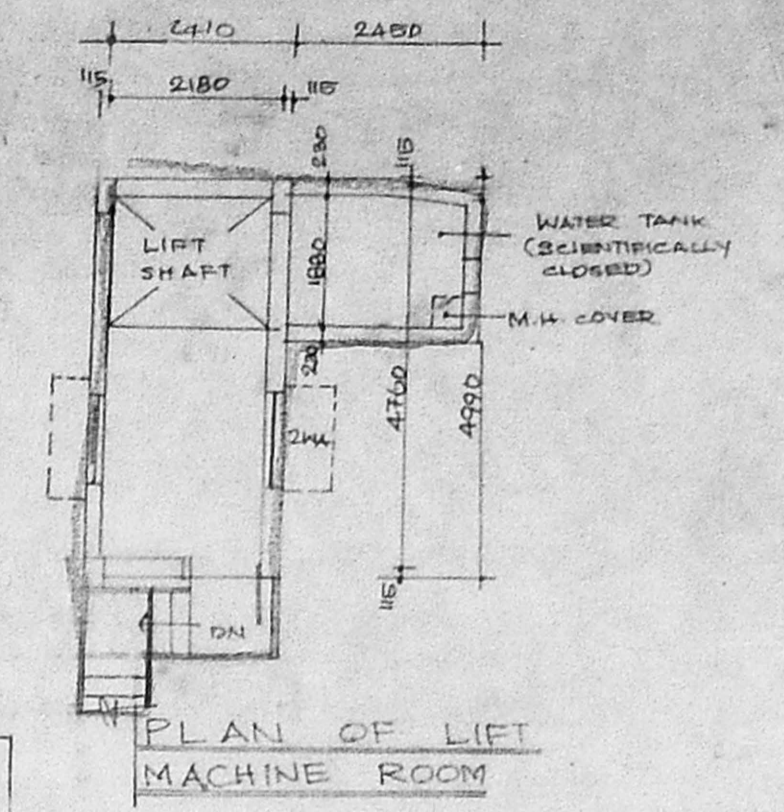 2410 2450
115 2180 115
230 115
WATER TANK
(SCIENTIFICALLY
CLOSED)
LIFT
SHAFT
1880
M.H. COVER
230
4760 4990
2WA
115
DN
PLAN OF LIFT
MACHINE ROOM